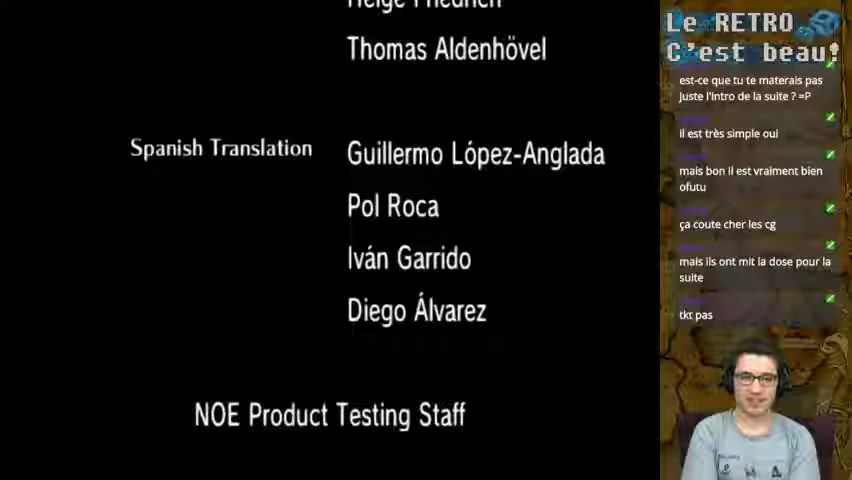 Helge Friedrich
Thomas Aldenhövel
Spanish Translation
Guillermo López-Anglada
Pol Roca
Iván Garrido
Diego Álvarez
NOE Product Testing Staff
Le RETRO
C'est beau!
est-ce que tu te materais pas
juste l'intro de la suite ? =P
il est très simple oui
mais bon il est vraiment bien
ofutu
ça coute cher les cg
mais ils ont mit la dose pour la
suite
tkt pas